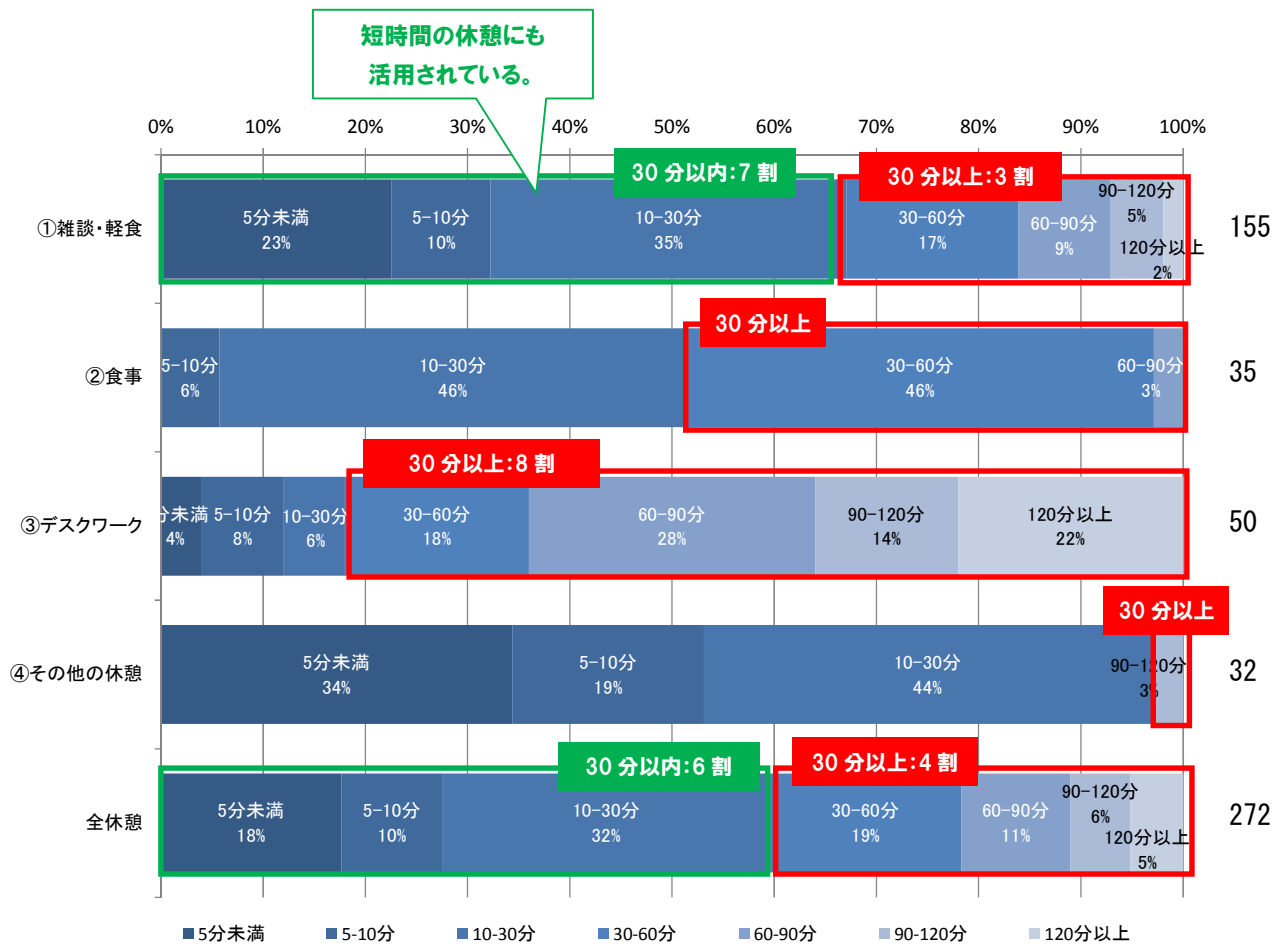 短時間の休憩にも
活用されている。
0% 10% 20% 30% 40% 50% 60% 70% 80% 90% 100%
30分以内:7割
30分以上:3割
①雑談・軽食
5分未満
23%
5-10分
10%
10-30分
35%
30-60分
17%
60-90分
9%
90-120分
5%
120分以上
2%
155
30分以上
②食事
5-10分
6%
10-30分
46%
30-60分
46%
60-90分
3%
35
30分以上:8割
③デスクワーク
分未満
4%
5-10分
8%
10-30分
6%
30-60分
18%
60-90分
28%
90-120分
14%
120分以上
22%
50
30分以上
④その他の休憩
5分未満
34%
5-10分
19%
10-30分
44%
90-120分
3%
32
30分以内:6割
30分以上:4割
全休憩
5分未満
18%
5-10分
10%
10-30分
32%
30-60分
19%
60-90分
11%
90-120分
6%
120分以上
5%
272
5分未満 5-10分 10-30分 30-60分 60-90分 90-120分 120分以上